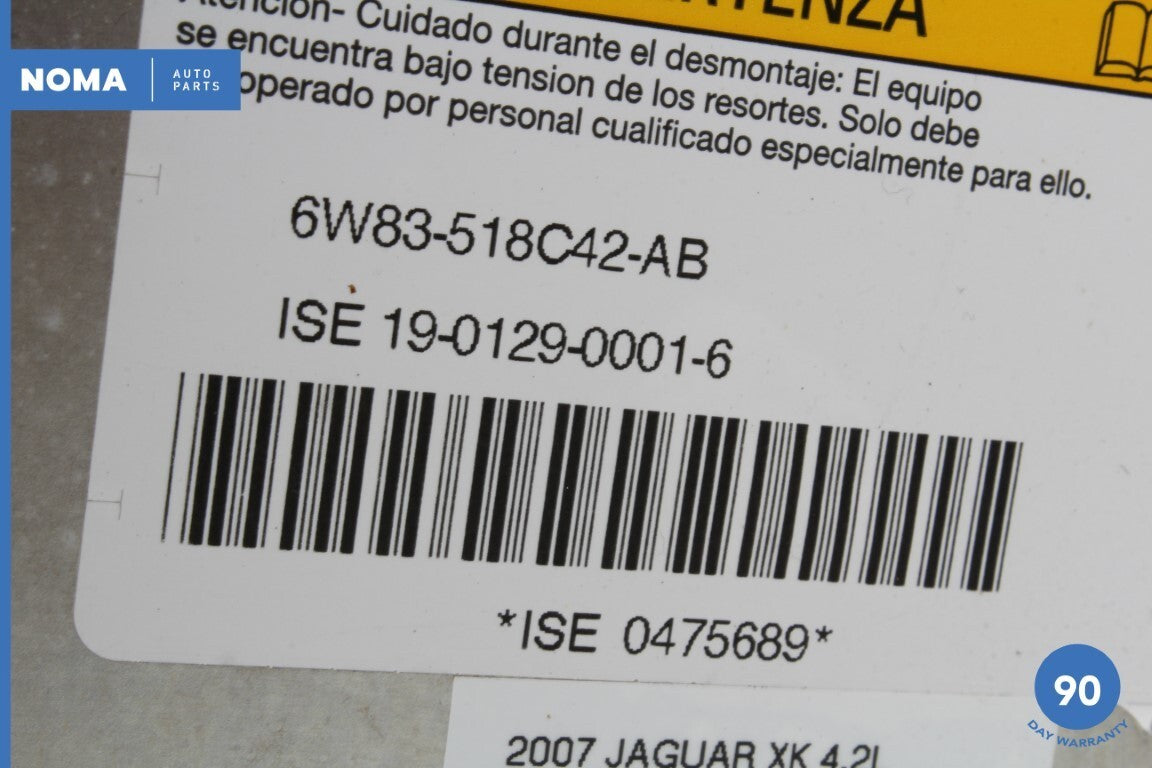 Atencion- Cuidado durante el desmontaje: El equipo
se encuentra bajo tension de los resortes. Solo debe
operado por personal cualificado especialmente para ello.
NOMA
AUTO
PARTS
6W83-518C42-AB
ISE 19-0129-0001-6
*ISE 0475689*
90
DAY WARRANTY
2007 JAGUAR XK 4.2L